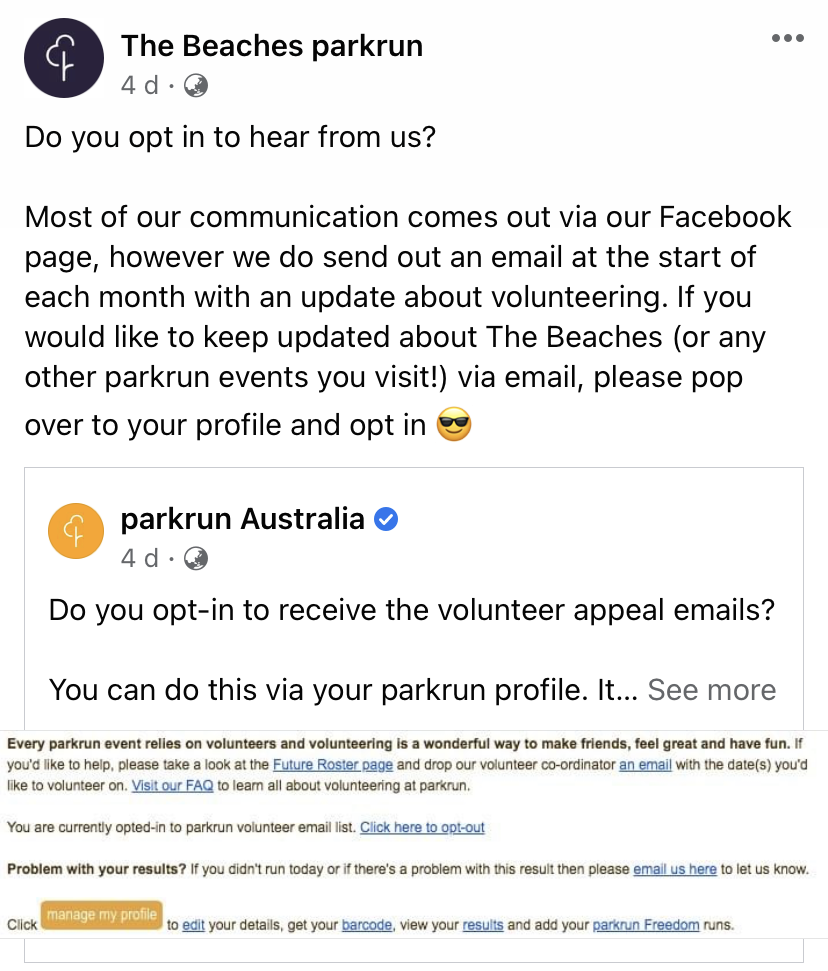 The Beaches parkrun
4 d ·
Do you opt in to hear from us?
Most of our communication comes out via our Facebook
page, however we do send out an email at the start of
each month with an update about volunteering. If you
would like to keep updated about The Beaches (or any
other parkrun events you visit!) via email, please pop
over to your profile and opt in 😎
parkrun Australia
4 d ·
Do you opt-in to receive the volunteer appeal emails?
You can do this via your parkrun profile. It... See more
Every parkrun event relies on volunteers and volunteering is a wonderful way to make friends, feel great and have fun. If
you'd like to help, please take a look at the Future Roster page and drop our volunteer co-ordinator an email with the date(s) you'd
like to volunteer on. Visit our FAQ to learn all about volunteering at parkrun.
You are currently opted-in to parkrun volunteer email list. Click here to opt-out
Problem with your results? If you didn't run today or if there's a problem with this result then please email us here to let us know.
Click manage my profile to edit your details, get your barcode, view your results and add your parkrun Freedom runs.